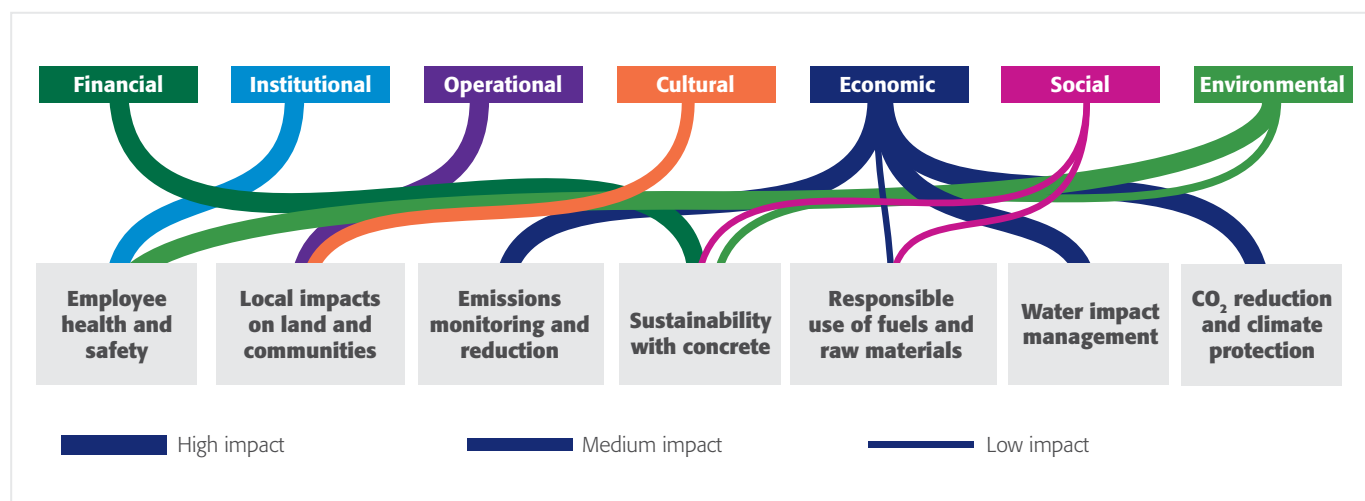 Financial
Institutional
Operational
Cultural
Economic
Social
Environmental
Employee
health and
safety
Local impacts
on land and
communities
Emissions
monitoring and
reduction
Sustainability
with concrete
Responsible
use of fuels and
raw materials
Water impact
management
CO₂ reduction
and climate
protection
High impact
Medium impact
Low impact